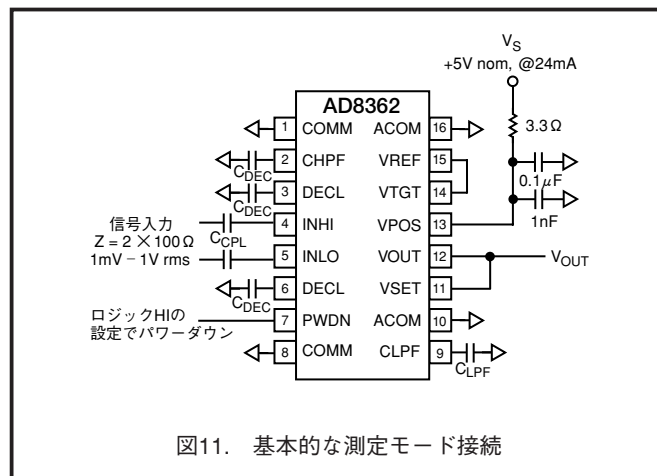 V_S
+5V nom, @24mA
AD8362
3.3Ω
0.1μF
1nF
1 COMM ACOM 16
2 CHPF VREF 15
C_DEC
3 DECL VTGT 14
C_DEC
信号入力
Z = 2 × 100Ω
1mV – 1V rms
C_CPL
4 INHI VPOS 13
5 INLO VOUT 12
V_OUT
6 DECL VSET 11
C_DEC
ロジックHIの
設定でパワーダウン
7 PWDN ACOM 10
8 COMM CLPF 9
C_LPF
図11. 基本的な測定モード接続